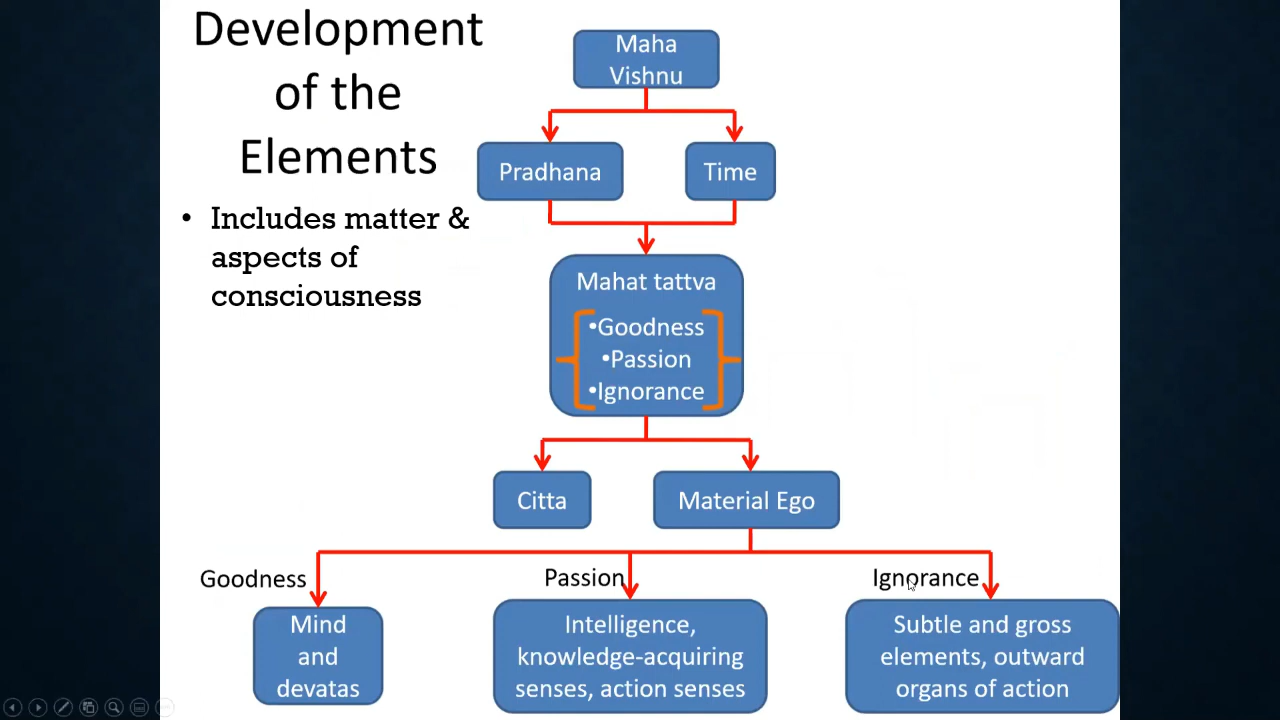 Development
of the
Elements
• Includes matter &
aspects of
consciousness
Maha
Vishnu
Pradhana
Time
Mahat tattva
•Goodness
•Passion
•Ignorance
Citta
Material Ego
Goodness
Passion
Ignorance
Mind
and
devatas
Intelligence,
knowledge-acquiring
senses, action senses
Subtle and gross
elements, outward
organs of action